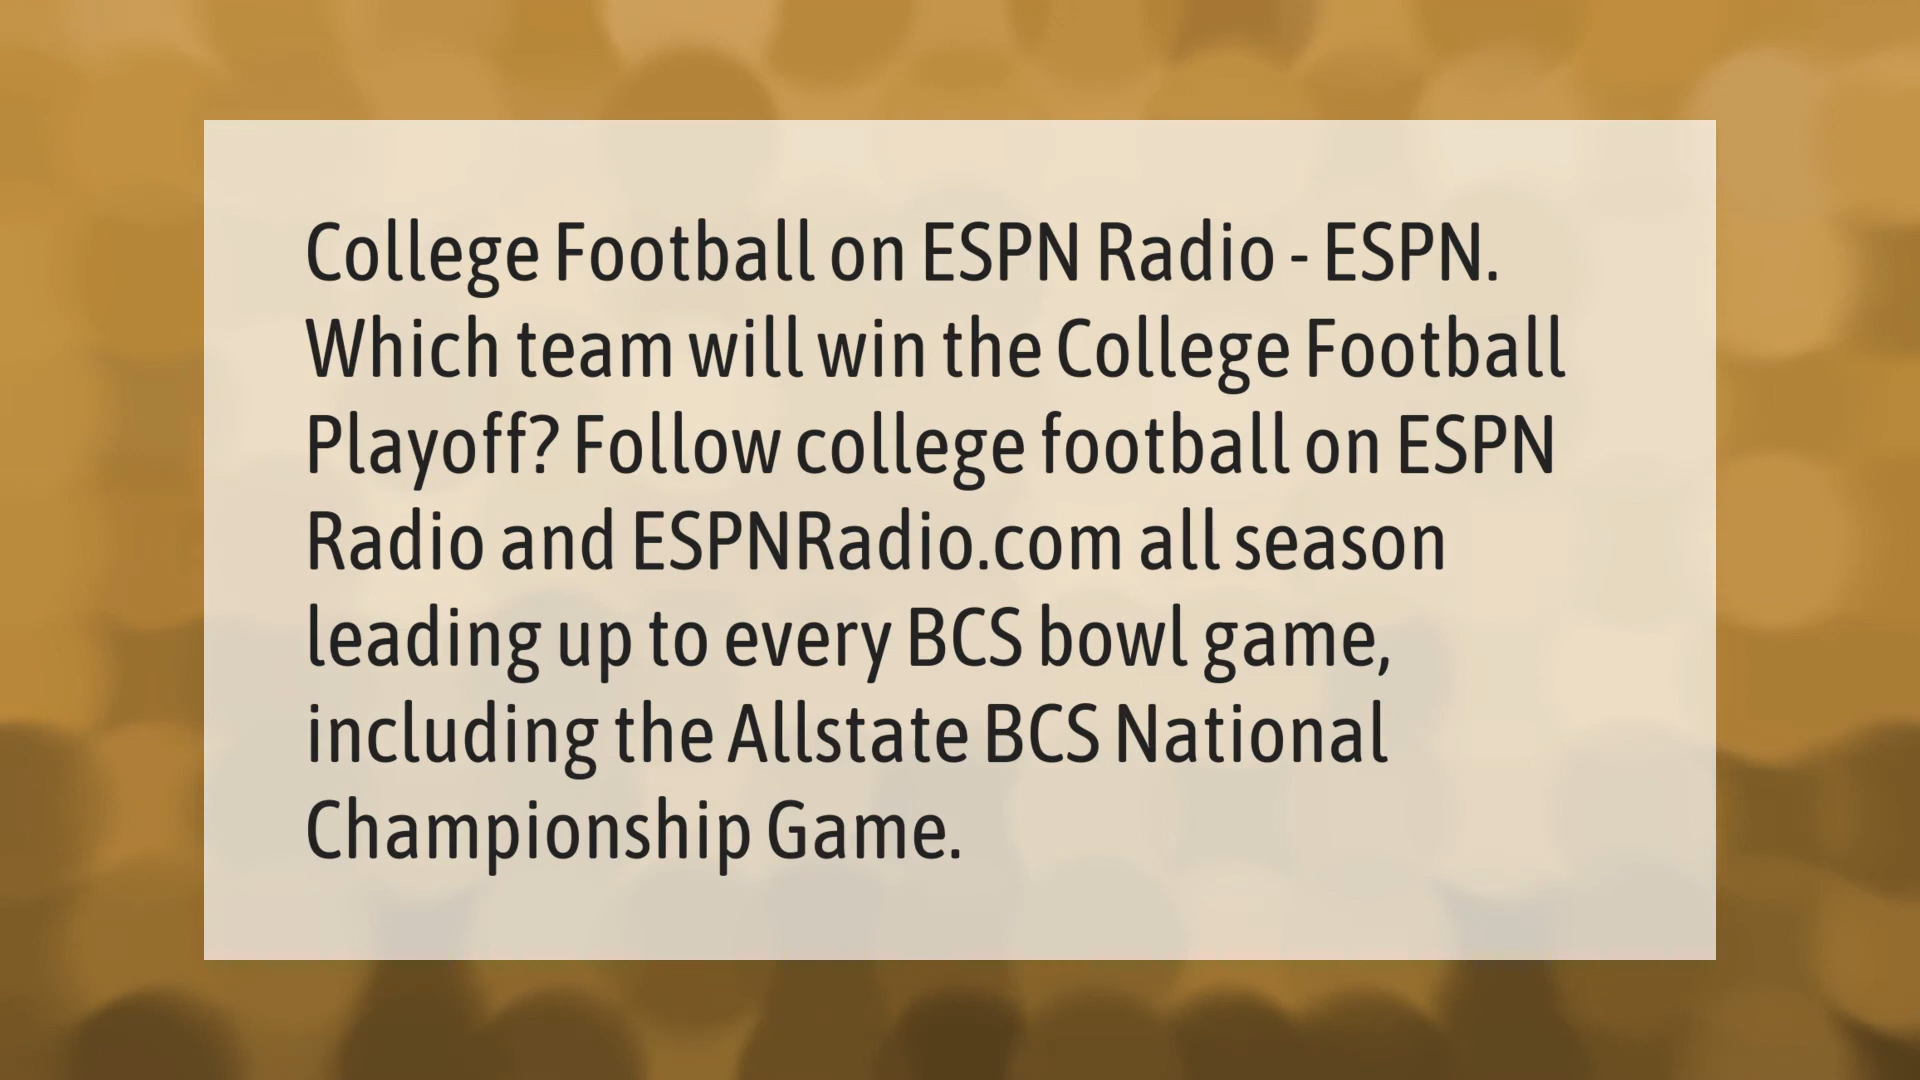 College Football on ESPN Radio - ESPN.
Which team will win the College Football
Playoff? Follow college football on ESPN
Radio and ESPNRadio.com all season
leading up to every BCS bowl game,
including the Allstate BCS National
Championship Game.